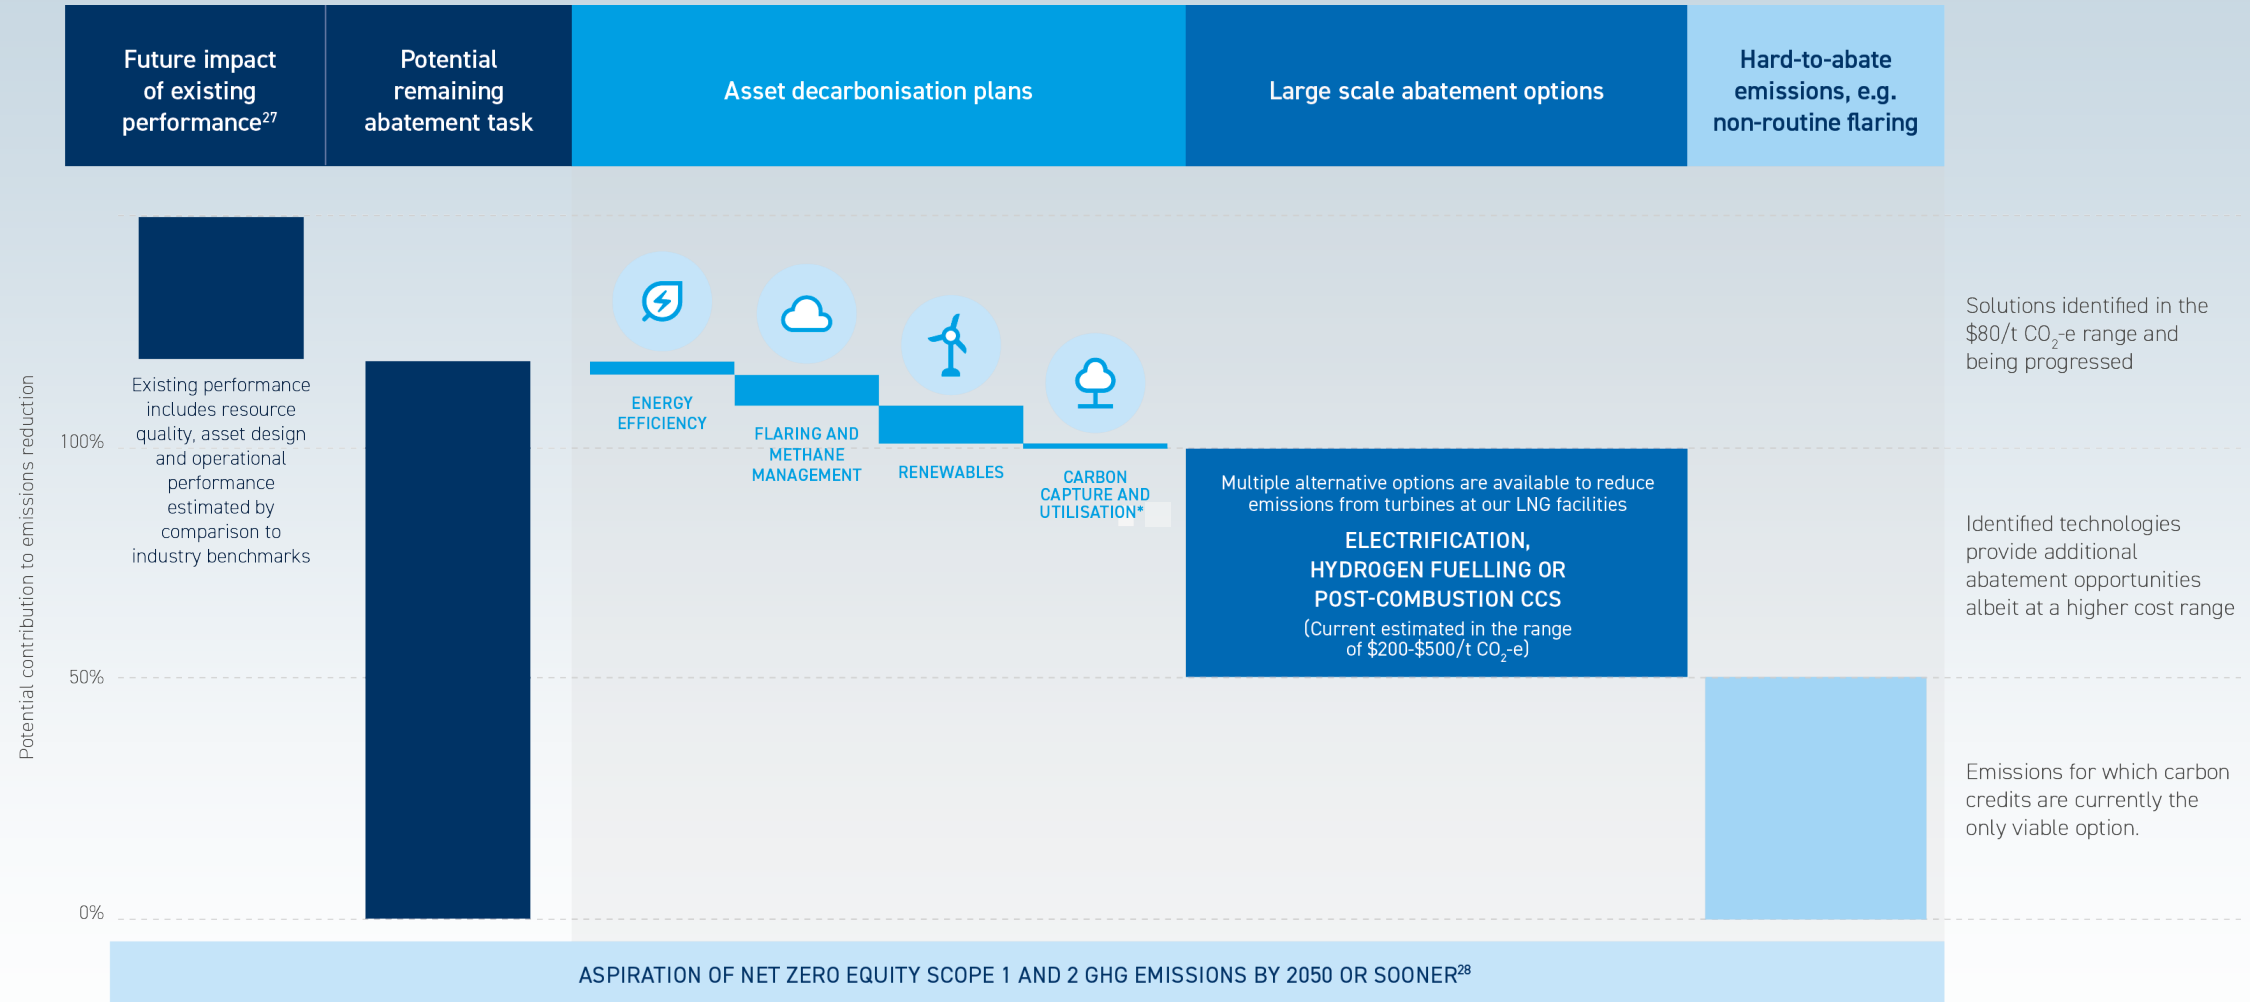 Future impact
of existing
performance27
Potential
remaining
abatement task
Asset decarbonisation plans
Large scale abatement options
Hard-to-abate
emissions, e.g.
non-routine flaring
Potential contribution to emissions reduction
100%
50%
0%
Existing performance
includes resource
quality, asset design
and operational
performance
estimated by
comparison to
industry benchmarks
ENERGY
EFFICIENCY
FLARING AND
METHANE
MANAGEMENT
RENEWABLES
CARBON
CAPTURE AND
UTILISATION*
Multiple alternative options are available to reduce
emissions from turbines at our LNG facilities
ELECTRIFICATION,
HYDROGEN FUELLING OR
POST-COMBUSTION CCS
(Current estimated in the range
of $200-$500/t CO2-e)
Solutions identified in the
$80/t CO2-e range and
being progressed
Identified technologies
provide additional
abatement opportunities
albeit at a higher cost range
Emissions for which carbon
credits are currently the
only viable option.
ASPIRATION OF NET ZERO EQUITY SCOPE 1 AND 2 GHG EMISSIONS BY 2050 OR SOONER28